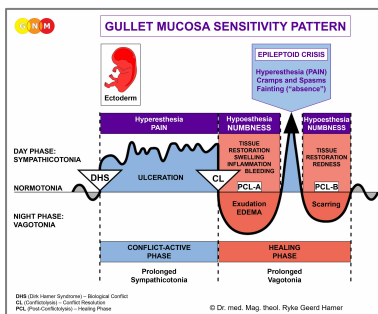 GNM
GULLET MUCOSA SENSITIVITY PATTERN
Ectoderm
EPILEPTOID CRISIS
Hyperesthesia (PAIN)
Cramps and Spasms
Fainting ("absence")
Hyperesthesia
PAIN
Hypoesthesia
NUMBNESS
Hypoesthesia
NUMBNESS
DAY PHASE:
SYMPATHICOTONIA
TISSUE
RESTORATION
SWELLING
INFLAMMATION
BLEEDING
TISSUE
RESTORATION
REDNESS
DHS
ULCERATION
CL
PCL-A
PCL-B
NORMOTONIA
NIGHT PHASE:
VAGOTONIA
Exudation
EDEMA
Scarring
CONFLICT-ACTIVE
PHASE
HEALING
PHASE
Prolonged
Sympathicotonia
Prolonged
Vagotonia
DHS (Dirk Hamer Syndrome) – Biological Conflict
CL (Conflictolysis) – Conflict Resolution
PCL (Post-Conflictolysis) – Healing Phase
© Dr. med. Mag. theol. Ryke Geerd Hamer